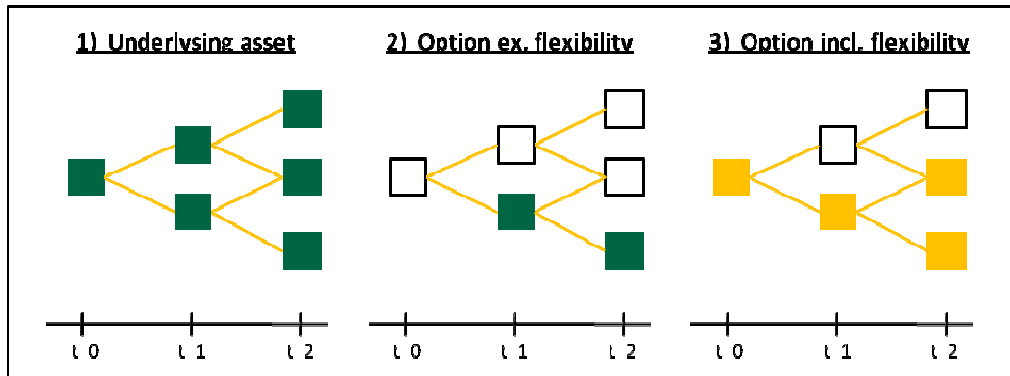 1) Underlysing asset
2) Option ex. flexibility
3) Option incl. flexibility
t 0 t 1 t 2
t 0 t 1 t 2
t 0 t 1 t 2